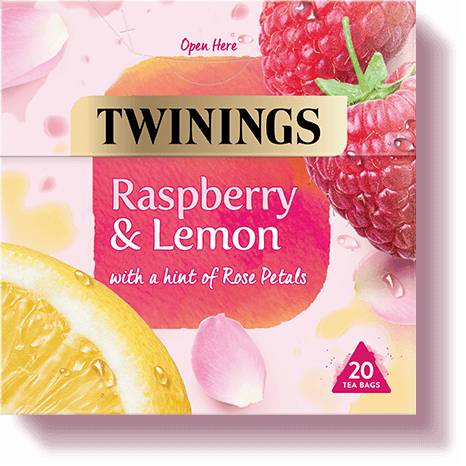 Open Here
TWININGS
Raspberry
& Lemon
with a hint of Rose Petals
20
TEA BAGS